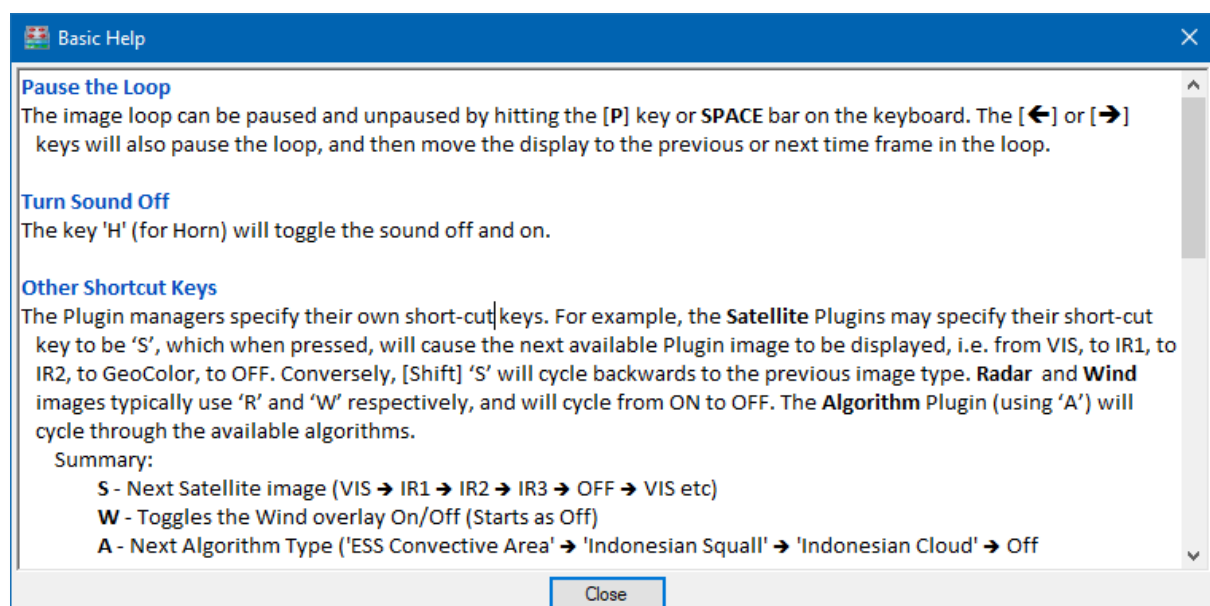 Basic Help
Pause the Loop
The image loop can be paused and unpaused by hitting the [P] key or SPACE bar on the keyboard. The [🡸] or [🡺]
keys will also pause the loop, and then move the display to the previous or next time frame in the loop.
Turn Sound Off
The key 'H' (for Horn) will toggle the sound off and on.
Other Shortcut Keys
The Plugin managers specify their own short-cut keys. For example, the Satellite Plugins may specify their short-cut
key to be ‘S’, which when pressed, will cause the next available Plugin image to be displayed, i.e. from VIS, to IR1, to
IR2, to GeoColor, to OFF. Conversely, [Shift] ‘S’ will cycle backwards to the previous image type. Radar and Wind
images typically use ‘R’ and ‘W’ respectively, and will cycle from ON to OFF. The Algorithm Plugin (using ‘A’) will
cycle through the available algorithms.
Summary:
S - Next Satellite image (VIS ➔ IR1 ➔ IR2 ➔ IR3 ➔ OFF ➔ VIS etc)
W - Toggles the Wind overlay On/Off (Starts as Off)
A - Next Algorithm Type ('ESS Convective Area' ➔ 'Indonesian Squall' ➔ 'Indonesian Cloud' ➔ Off
Close